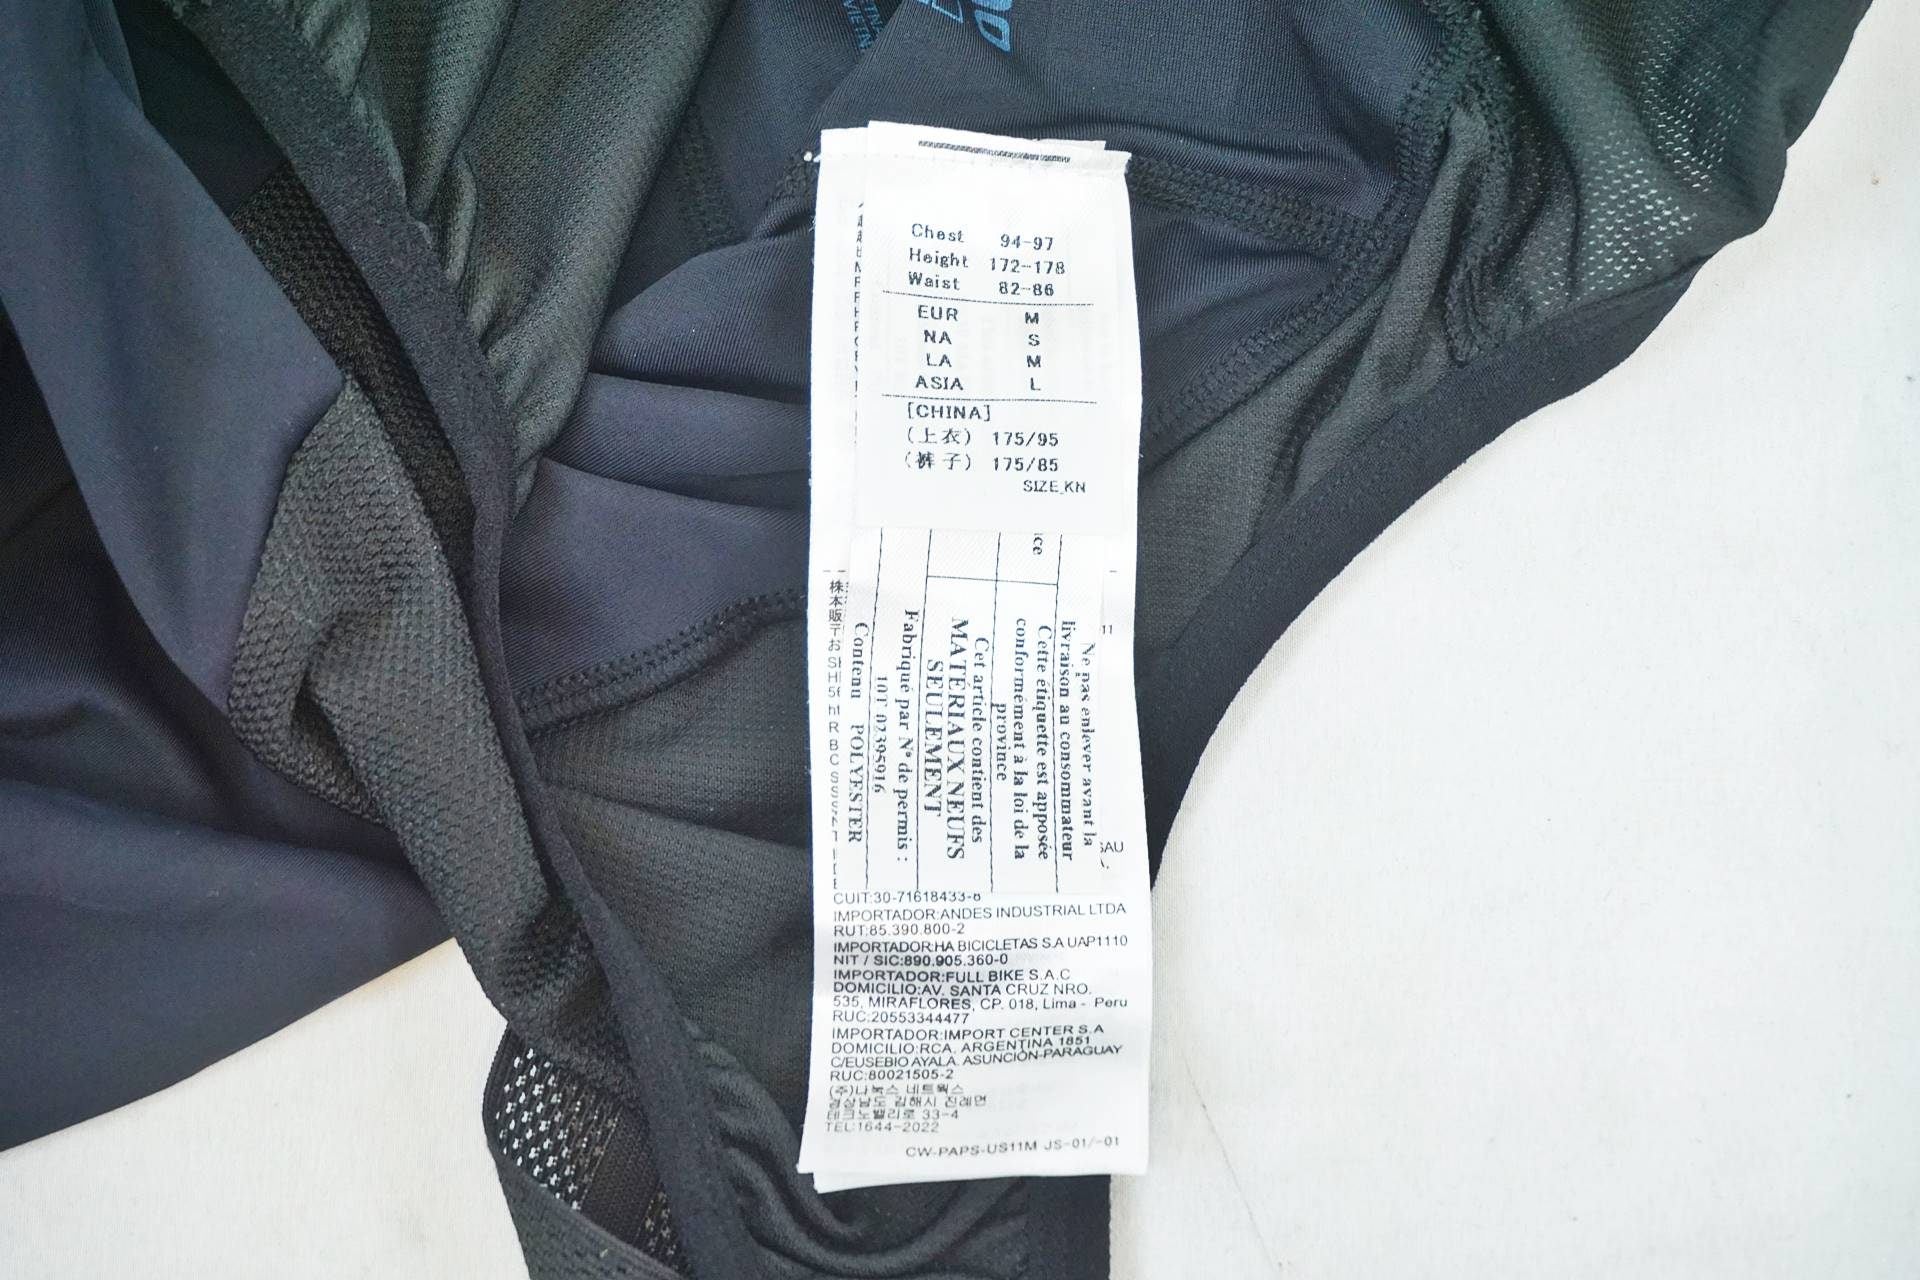 VIETN
Chest 94-97
Height 172-178
Waist 82-86
EUR M
NA S
LA M
ASIA L
[CHINA]
(上衣) 175/95
(裤子) 175/85
SIZE_KN
Ne pas enlever avant la
livraison au consommateur
Cette étiquette est apposée
conformément à la loi de la
province
Cet article contient des
MATÉRIAUX NEUFS
SEULEMENT
Fabriqué par N° de permis :
10T 02395916
Contenu POLYESTER
CUIT:30-71618433-8
IMPORTADOR:ANDES INDUSTRIAL LTDA
RUT:85.390.800-2
IMPORTADOR:HA BICICLETAS S.A UAP1110
NIT / SIC:890.905.360-0
IMPORTADOR:FULL BIKE S.A.C
DOMICILIO:AV. SANTA CRUZ NRO.
535, MIRAFLORES, CP. 018, Lima - Peru
RUC:20553344477
IMPORTADOR:IMPORT CENTER S.A
DOMICILIO:RCA. ARGENTINA 1851
C/EUSEBIO AYALA. ASUNCIÓN-PARAGUAY
RUC:80021505-2
(주)나눅스 네트웍스
경상남도 김해시 진례면
테크노밸리로 33-4
TEL:1644-2022
CW-PAPS-US11M JS-01/-01